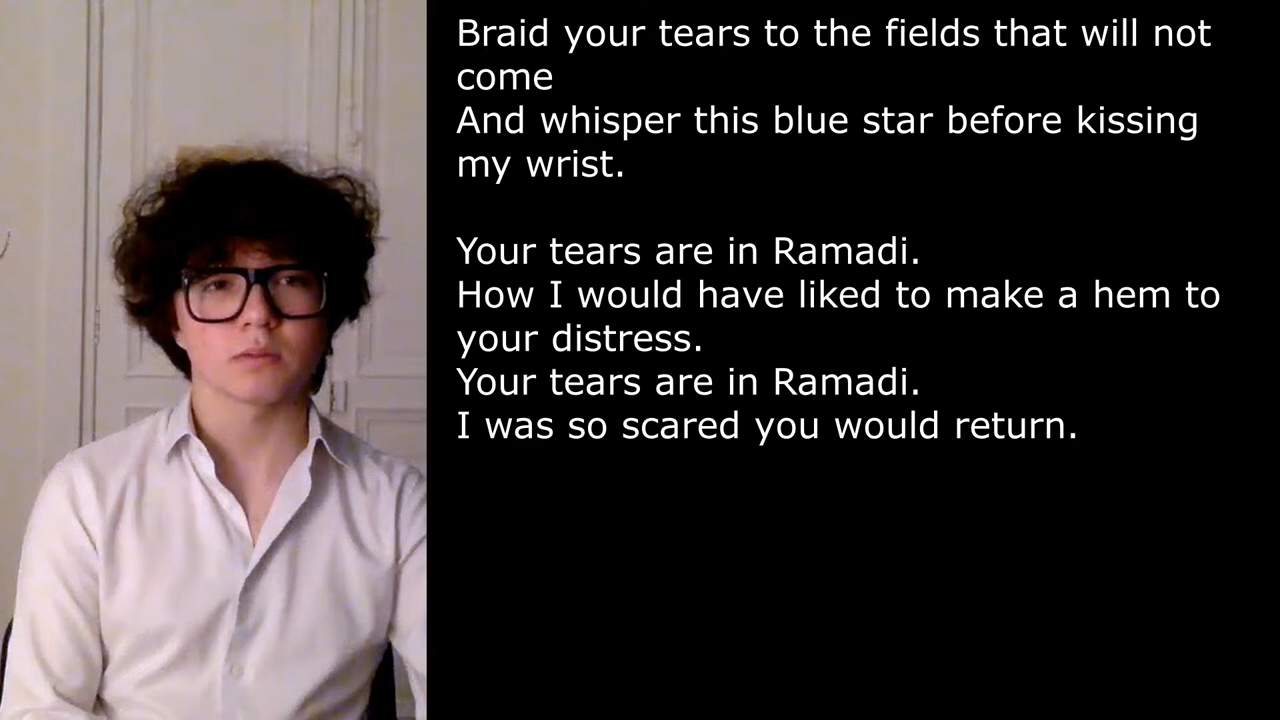 Braid your tears to the fields that will not
come
And whisper this blue star before kissing
my wrist.
Your tears are in Ramadi.
How I would have liked to make a hem to
your distress.
Your tears are in Ramadi.
I was so scared you would return.